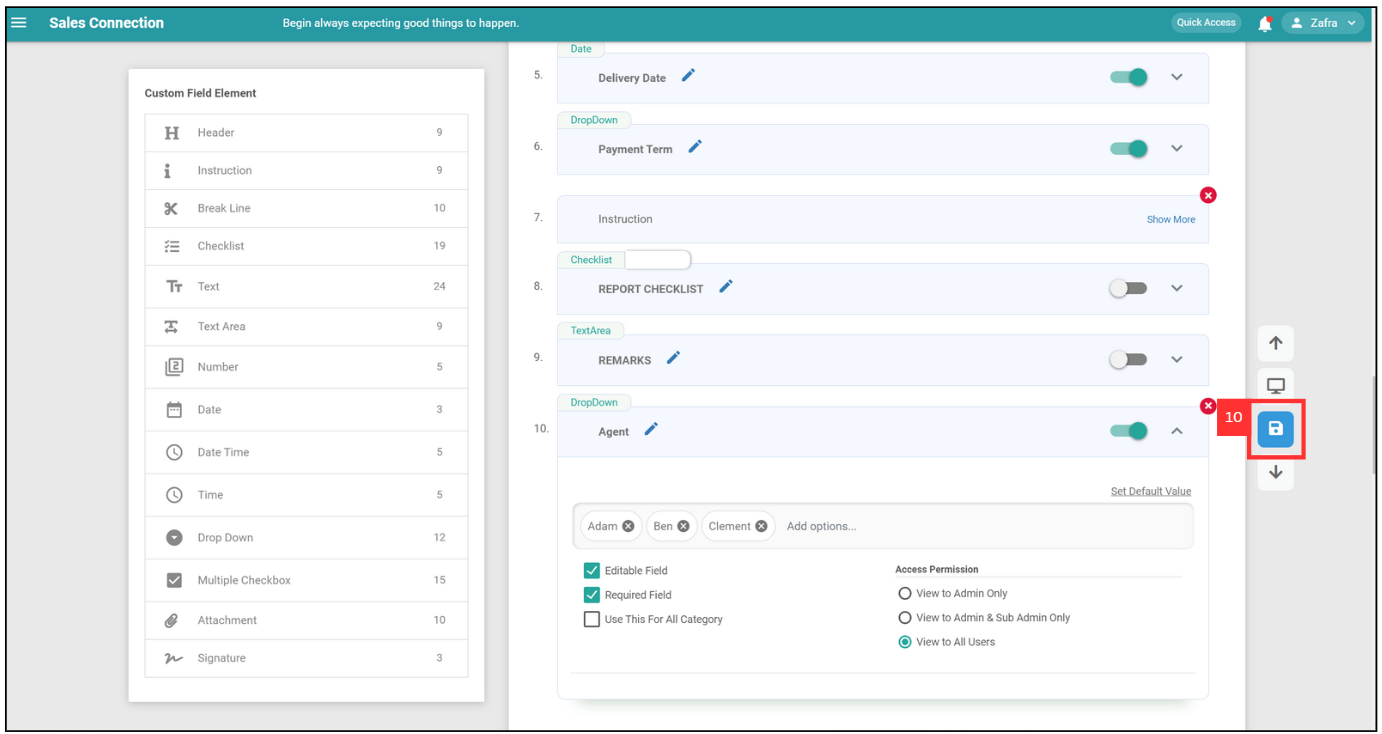 Sales Connection
Begin always expecting good things to happen.
Quick Access
Zafra
Custom Field Element
Header 9
Instruction 9
Break Line 10
Checklist 19
Text 24
Text Area 9
Number 5
Date 3
Date Time 5
Time 5
Drop Down 12
Multiple Checkbox 15
Attachment 10
Signature 3
Date
5. Delivery Date
DropDown
6. Payment Term
7. Instruction Show More
Checklist
8. REPORT CHECKLIST
TextArea
9. REMARKS
DropDown
10. Agent
Set Default Value
Adam Ben Clement Add options...
Editable Field
Required Field
Use This For All Category
Access Permission
View to Admin Only
View to Admin & Sub Admin Only
View to All Users
10